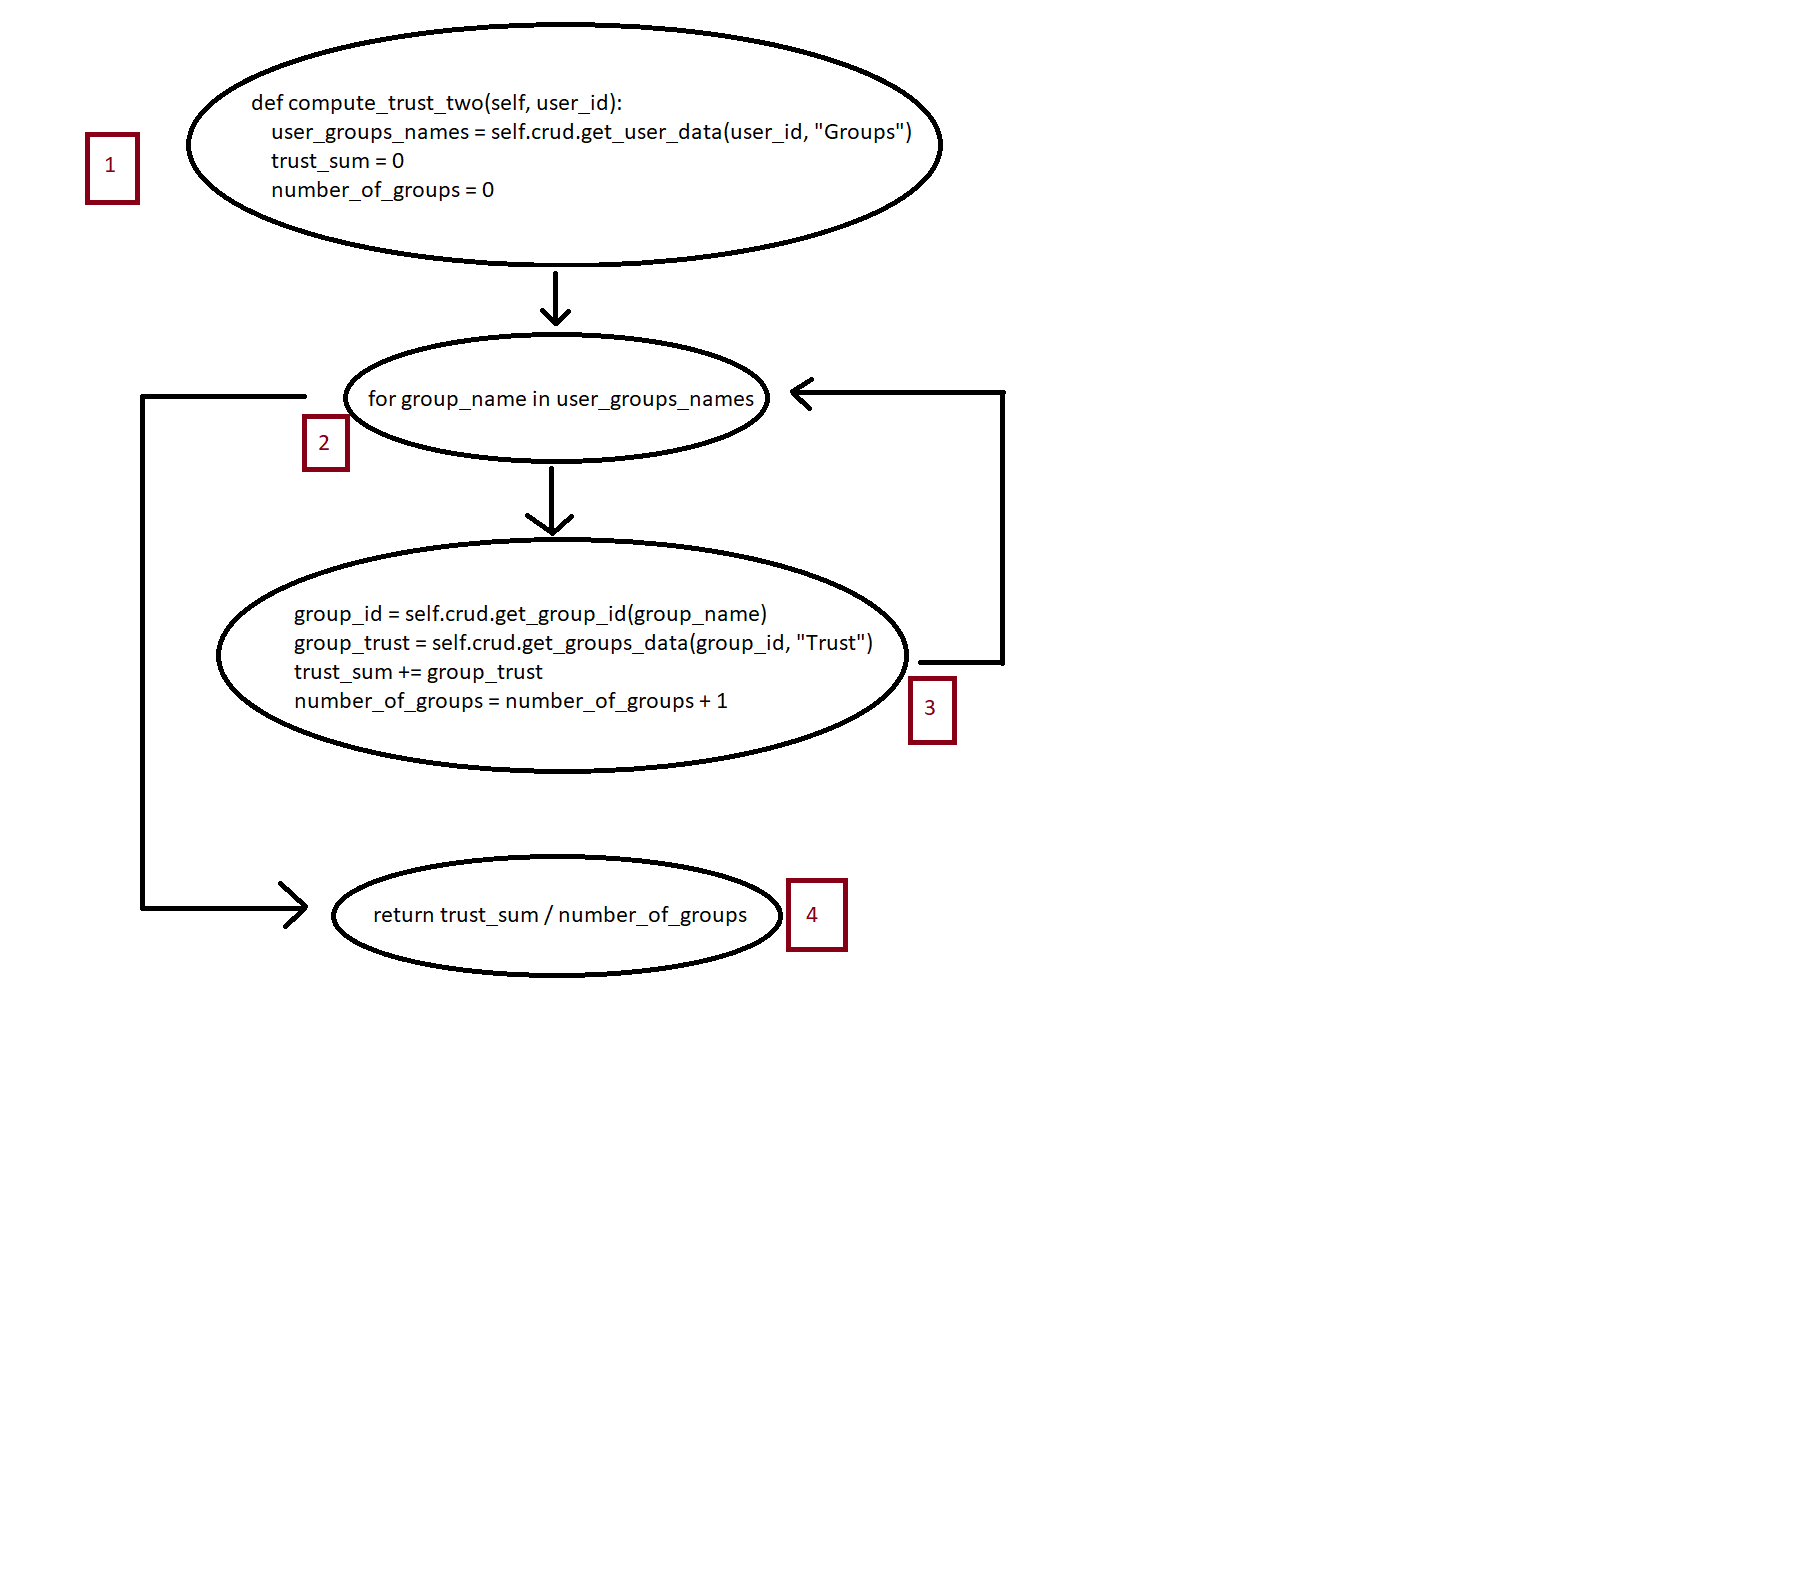 def compute_trust_two(self, user_id):
user_groups_names = self.crud.get_user_data(user_id, "Groups")
trust_sum = 0
number_of_groups = 0
1
for group_name in user_groups_names
2
group_id = self.crud.get_group_id(group_name)
group_trust = self.crud.get_groups_data(group_id, "Trust")
trust_sum += group_trust
number_of_groups = number_of_groups + 1
3
return trust_sum / number_of_groups
4